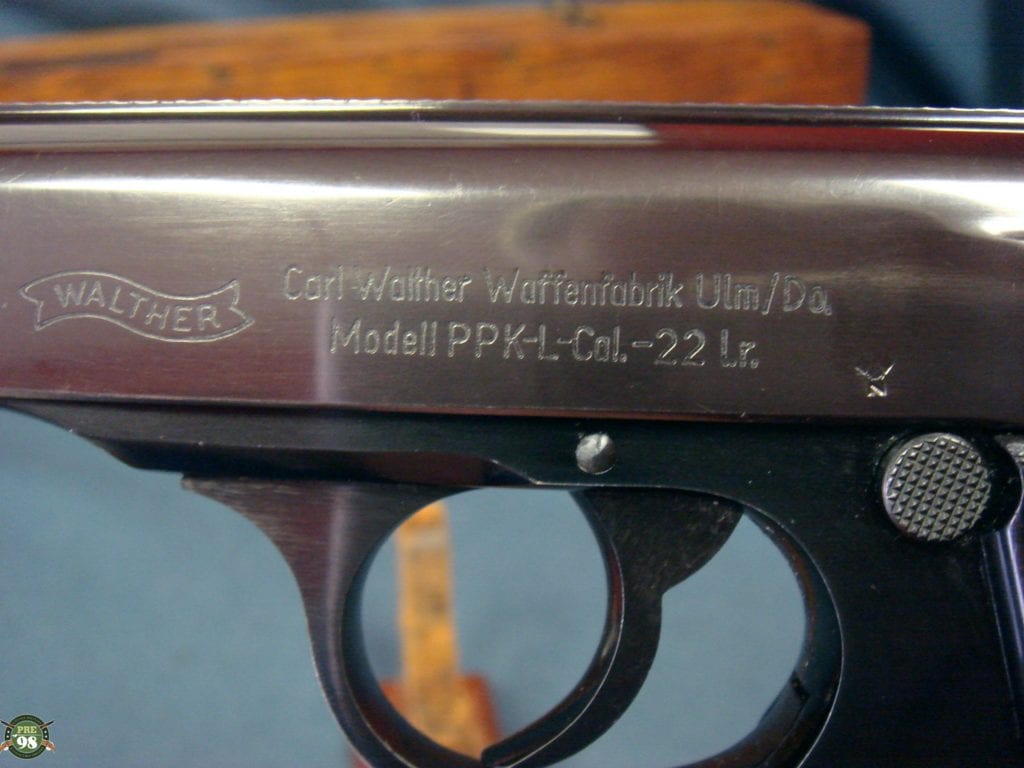 WALTHER
Carl Walther Waffenfabrik Ulm/Do.
Modell PPK-L-Cal.-22 Lr.
PRE
98